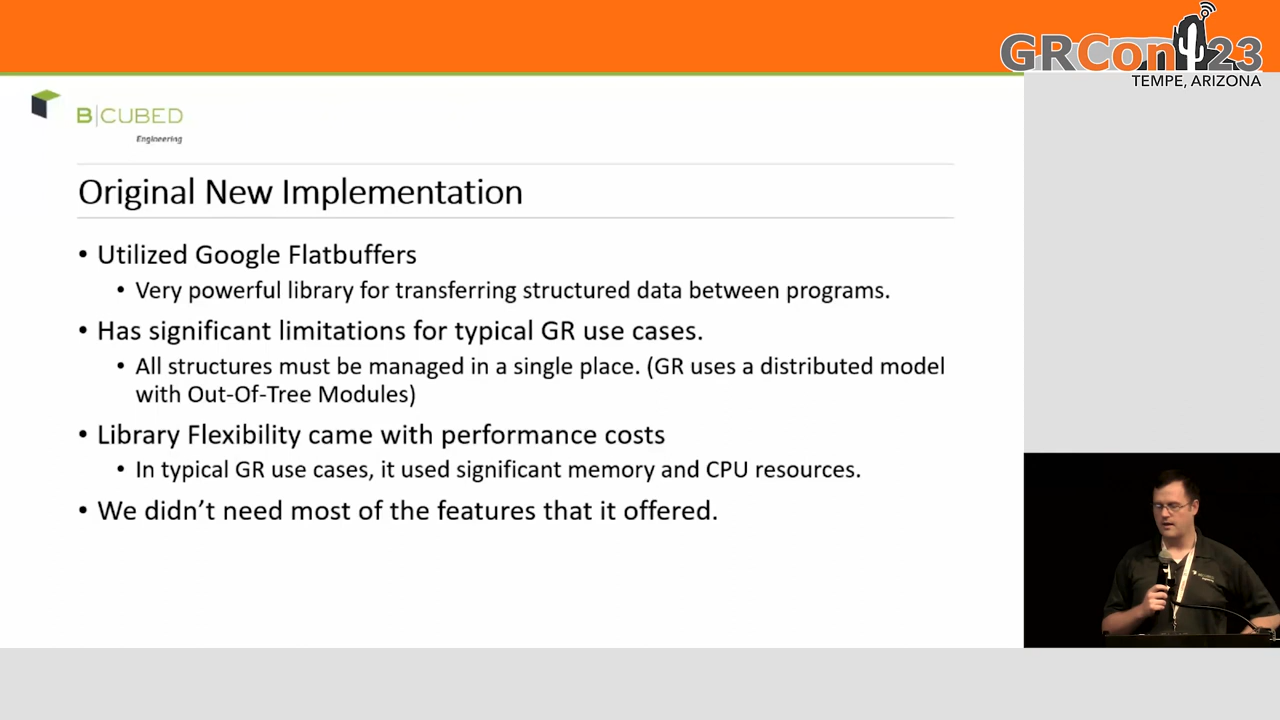 GRCon 23
TEMPE, ARIZONA
B|CUBED
Engineering
Original New Implementation
• Utilized Google Flatbuffers
• Very powerful library for transferring structured data between programs.
• Has significant limitations for typical GR use cases.
• All structures must be managed in a single place. (GR uses a distributed model
with Out-Of-Tree Modules)
• Library Flexibility came with performance costs
• In typical GR use cases, it used significant memory and CPU resources.
• We didn’t need most of the features that it offered.